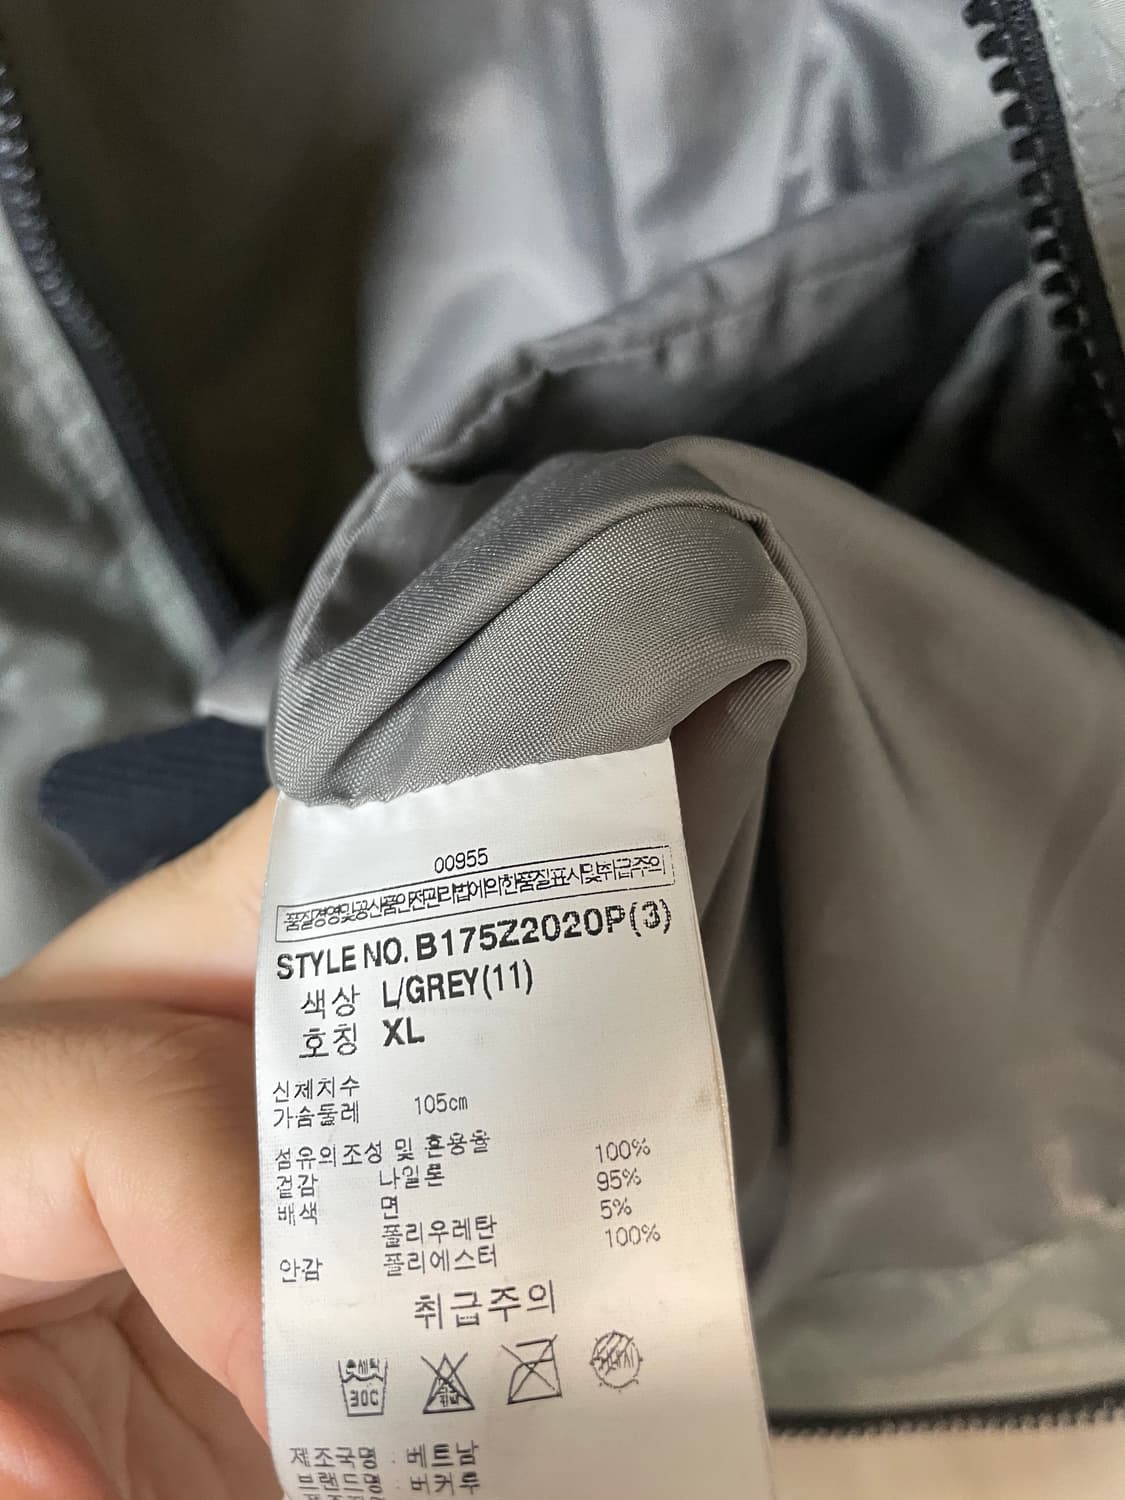 00955
품질경영및공산품안전관리법에의한품질표시및취급주의
STYLE NO. B175Z2020P(3)
색상 L/GREY(11)
호칭 XL
신체치수
가슴둘레 105cm
섬유의조성 및 혼용율
겉감 나일론 100%
배색 면 95%
폴리우레탄 5%
안감 폴리에스터 100%
취급주의
손세탁
30C
제조국명 : 베트남
브랜드명 : 버커루